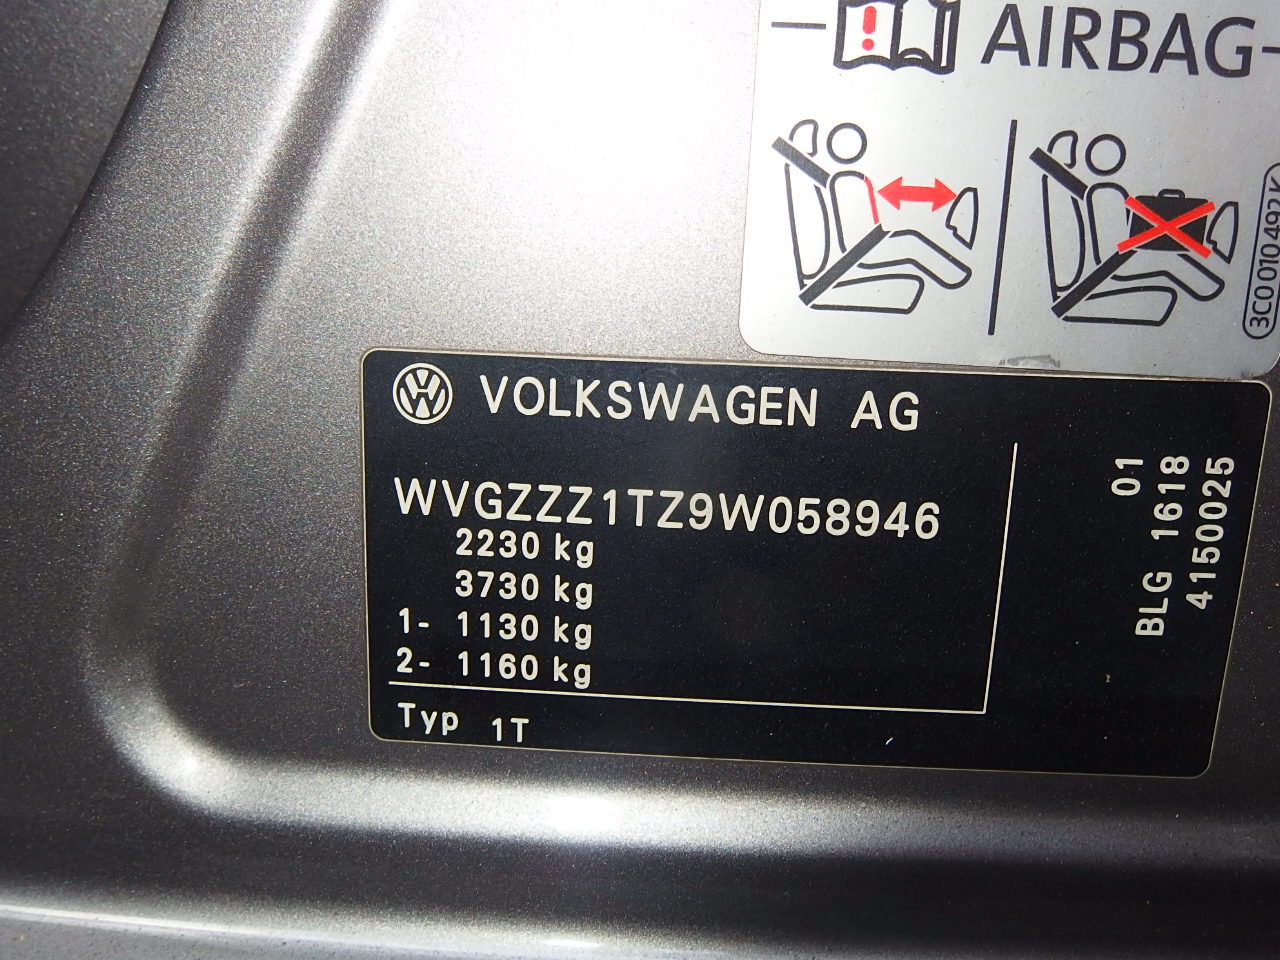 AIRBAG
3C0 010 492 K
VOLKSWAGEN AG
WVGZZZ1TZ9W058946
2230 kg
3730 kg
1- 1130 kg
2- 1160 kg
Typ 1T
01
BLG 1618
4150025